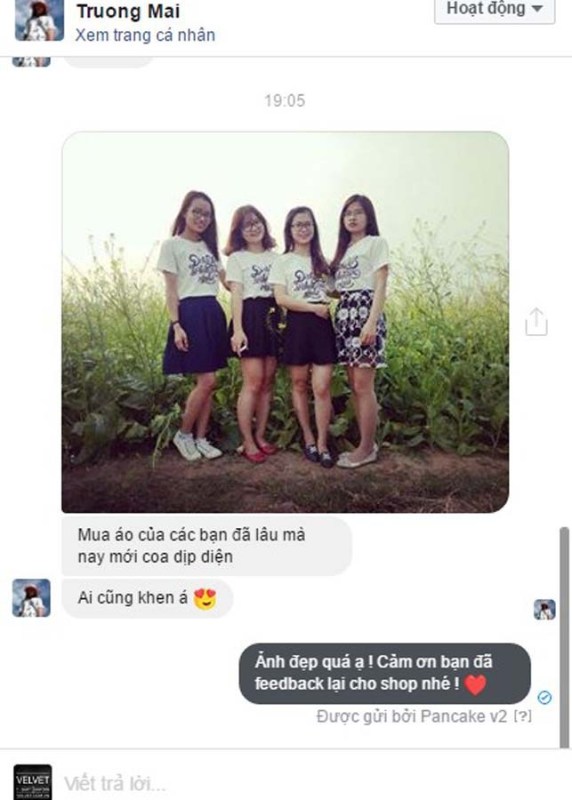 Truong Mai
Xem trang cá nhân
Hoạt động
19:05
Mua áo của các bạn đã lâu mà
nay mới coa dịp diện
Ai cũng khen á 😍
Ảnh đẹp quá ạ ! Cảm ơn bạn đã
feedback lại cho shop nhé ! ❤️
Được gửi bởi Pancake v2 [?]
VELVET
Viết trả lời...